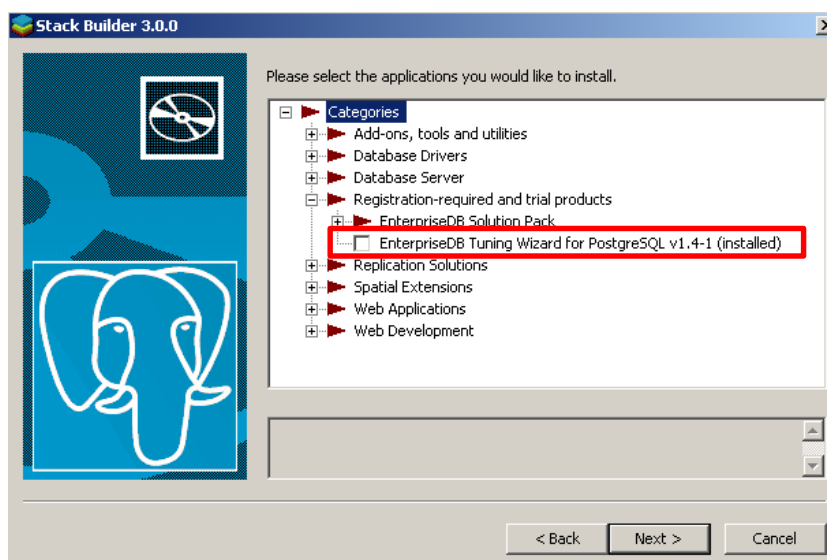 Stack Builder 3.0.0
Please select the applications you would like to install.
Categories
Add-ons, tools and utilities
Database Drivers
Database Server
Registration-required and trial products
EnterpriseDB Solution Pack
EnterpriseDB Tuning Wizard for PostgreSQL v1.4-1 (installed)
Replication Solutions
Spatial Extensions
Web Applications
Web Development
< Back Next > Cancel